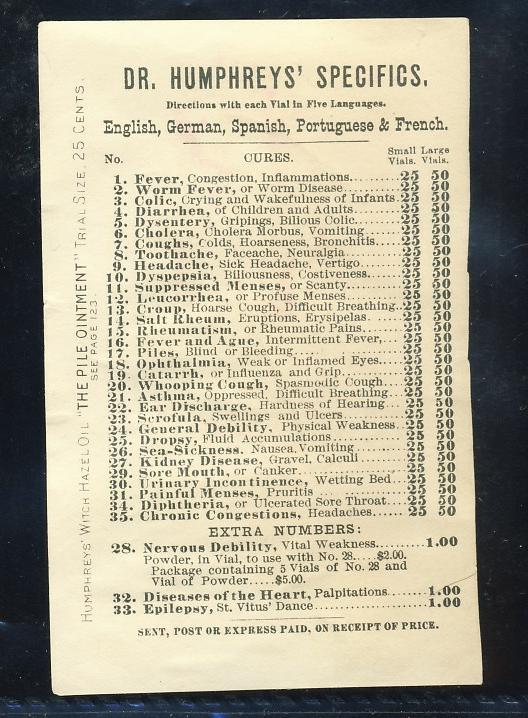 DR. HUMPHREYS' SPECIFICS.
Directions with each Vial in Five Languages.
English, German, Spanish, Portuguese & French.
No. CURES. Small Vials. Large Vials.
1. Fever, Congestion, Inflammations..........25 50
2. Worm Fever, or Worm Disease..........25 50
3. Colic, Crying and Wakefulness of Infants.25 50
4. Diarrhea, of Children and Adults..........25 50
5. Dysentery, Gripings, Bilious Colic..........25 50
6. Cholera, Cholera Morbus, Vomiting..........25 50
7. Coughs, Colds, Hoarseness, Bronchitis.......25 50
8. Toothache, Faceache, Neuralgia..........25 50
9. Headache, Sick Headache, Vertigo..........25 50
10. Dyspepsia, Biliousness, Costiveness..........25 50
11. Suppressed Menses, or Scanty..........25 50
12. Leucorrhea, or Profuse Menses..........25 50
13. Croup, Hoarse Cough, Difficult Breathing..25 50
14. Salt Rheum, Eruptions, Erysipelas.......25 50
15. Rheumatism, or Rheumatic Pains.......25 50
16. Fever and Ague, Intermittent Fever,...25 50
17. Piles, Blind or Bleeding..........25 50
18. Ophthalmia, Weak or Inflamed Eyes....25 50
19. Catarrh, or Influenza and Grip..........25 50
20. Whooping Cough, Spasmodic Cough....25 50
21. Asthma, Oppressed, Difficult Breathing...25 50
22. Ear Discharge, Hardness of Hearing....25 50
23. Scrofula, Swellings and Ulcers..........25 50
24. General Debility, Physical Weakness..25 50
25. Dropsy, Fluid Accumulations..........25 50
26. Sea-Sickness. Nausea, Vomiting.......25 50
27. Kidney Disease, Gravel, Calculi.......25 50
29. Sore Mouth, or Canker..........25 50
30. Urinary Incontinence, Wetting Bed...25 50
31. Painful Menses, Pruritis..........25 50
34. Diphtheria, or Ulcerated Sore Throat....25 50
35. Chronic Congestions, Headaches......25 50
EXTRA NUMBERS:
28. Nervous Debility, Vital Weakness..........1.00
Powder, in Vial, to use with No. 28.....$2.00.
Package containing 5 Vials of No. 28 and
Vial of Powder.....$5.00.
32. Diseases of the Heart, Palpitations.......1.00
33. Epilepsy, St. Vitus' Dance..........1.00
SENT, POST OR EXPRESS PAID, ON RECEIPT OF PRICE.
HUMPHREYS' WITCH HAZEL OIL "THE PILE OINTMENT" TRIAL SIZE, 25 CENTS.
SEE PAGE 123.